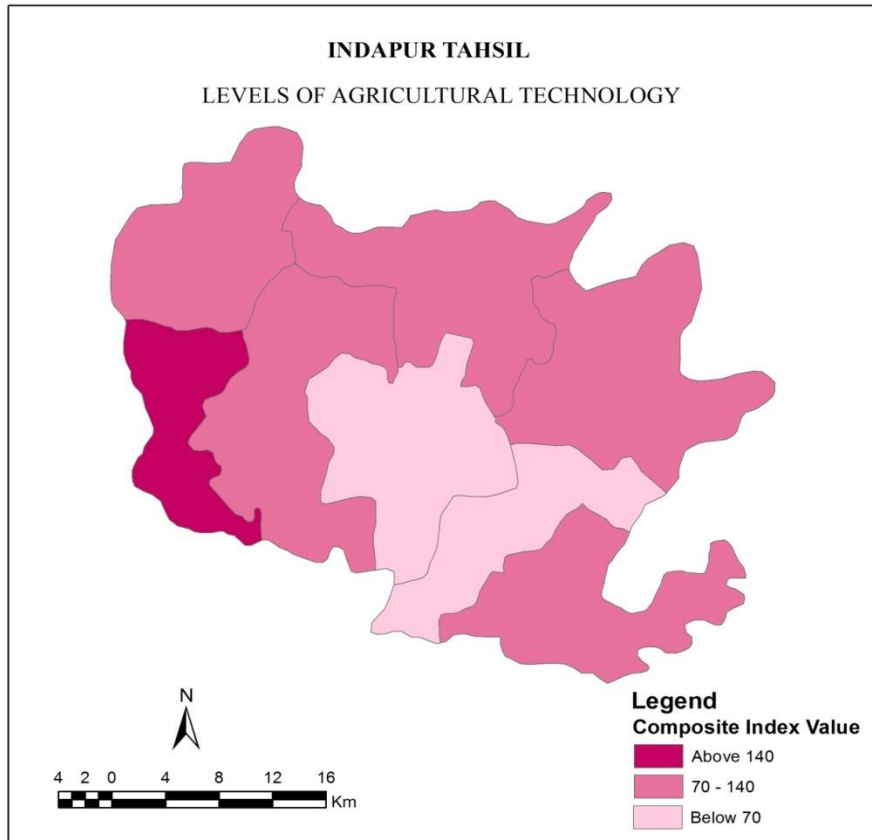 INDAPUR TAHSIL
LEVELS OF AGRICULTURAL TECHNOLOGY
N
4 2 0 4 8 12 16
Km
Legend
Composite Index Value
Above 140
70 - 140
Below 70